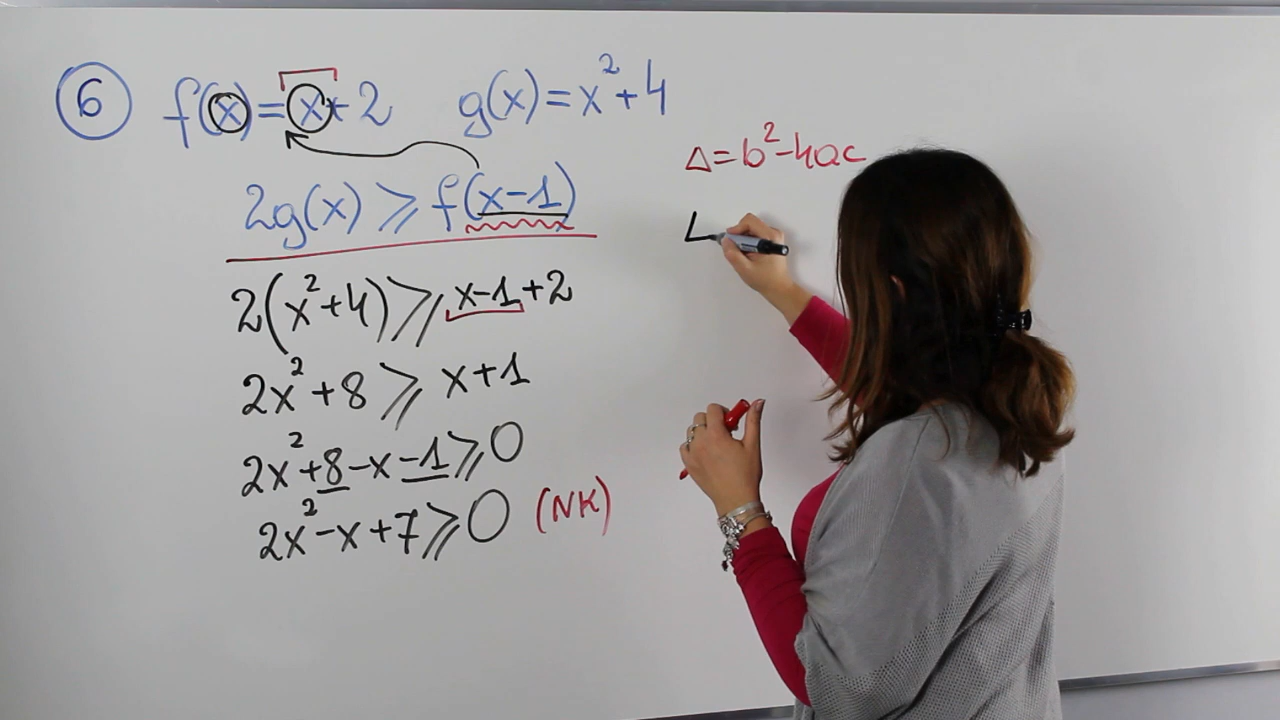 6 f(x)=x+2 g(x)=x²+4
2g(x)⩾f(x-1)
2(x²+4)⩾x-1+2
2x²+8⩾x+1
2x²+8-x-1⩾0
2x²-x+7⩾0 (NK)
Δ=b²-4ac